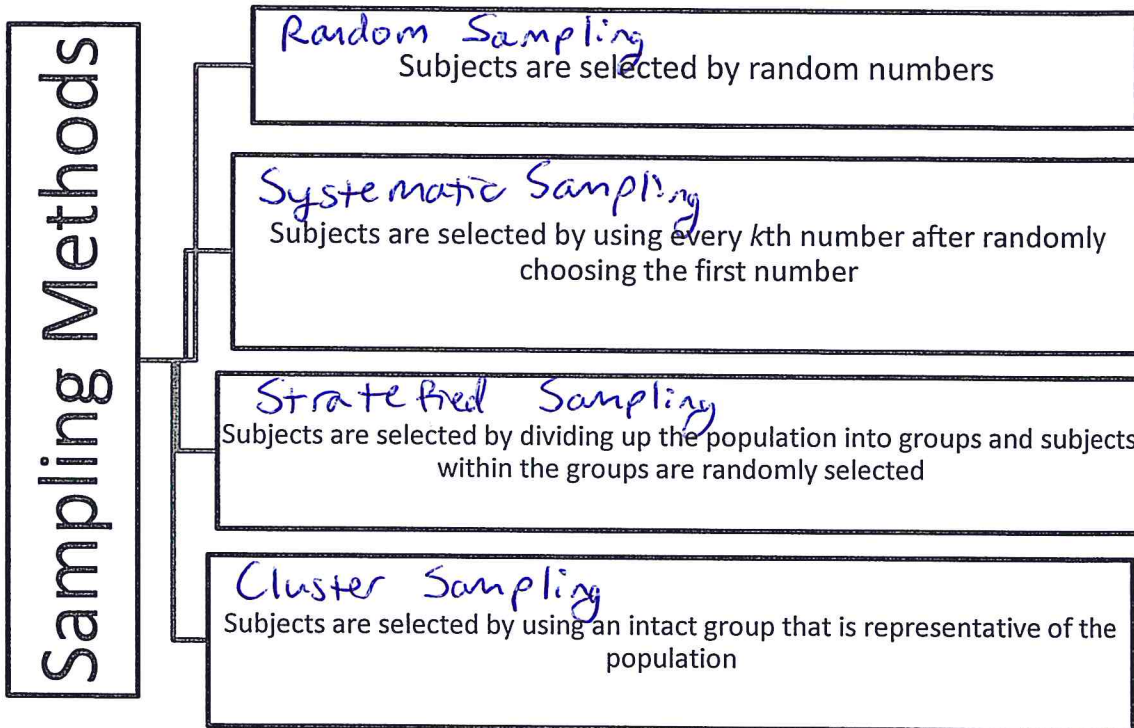 Sampling Methods
Random Sampling
Subjects are selected by random numbers
Systematic Sampling
Subjects are selected by using every kth number after randomly
choosing the first number
Stratefied Sampling
Subjects are selected by dividing up the population into groups and subjects
within the groups are randomly selected
Cluster Sampling
Subjects are selected by using an intact group that is representative of the
population